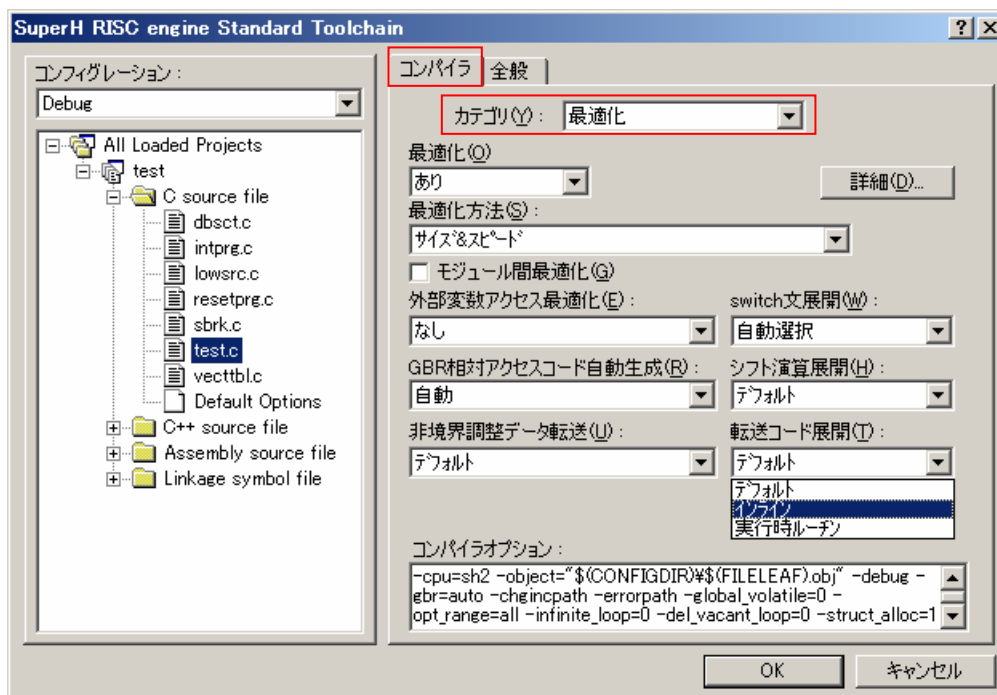 SuperH RISC engine Standard Toolchain
コンフィグレーション :
Debug
All Loaded Projects
test
C source file
dbsct.c
intprg.c
lowsrc.c
resetprg.c
sbrk.c
test.c
vecttbl.c
Default Options
C++ source file
Assembly source file
Linkage symbol file
コンパイラ 全般
カテゴリ(Y) : 最適化
最適化(O)
あり 詳細(D)...
最適化方法(S) :
サイズ&スピード
モジュール間最適化(G)
外部変数アクセス最適化(E) : switch文展開(W) :
なし 自動選択
GBR相対アクセスコード自動生成(R) : シフト演算展開(H) :
自動 デフォルト
非境界調整データ転送(U) : 転送コード展開(T) :
デフォルト デフォルト
デフォルト
インライン
実行時ルーチン
コンパイラオプション :
-cpu=sh2 -object="$(CONFIGDIR)¥$(FILELEAF).obj" -debug -
gbr=auto -chgincpath -errorpath -global_volatile=0 -
opt_range=all -infinite_loop=0 -del_vacant_loop=0 -struct_alloc=1
OK キャンセル